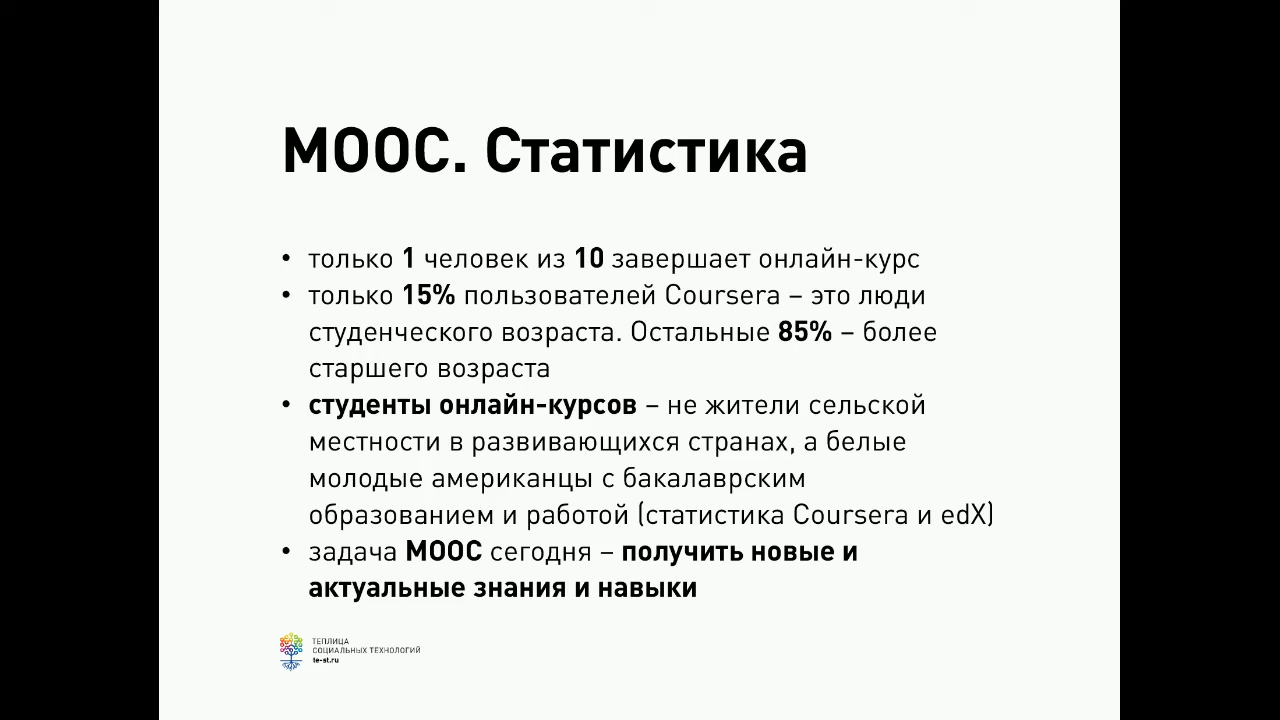 МООС. Статистика
• только 1 человек из 10 завершает онлайн-курс
• только 15% пользователей Coursera – это люди
студенческого возраста. Остальные 85% – более
старшего возраста
• студенты онлайн-курсов – не жители сельской
местности в развивающихся странах, а белые
молодые американцы с бакалаврским
образованием и работой (статистика Coursera и edX)
• задача МООС сегодня – получить новые и
актуальные знания и навыки
ТЕПЛИЦА
СОЦИАЛЬНЫХ ТЕХНОЛОГИЙ
te-st.ru